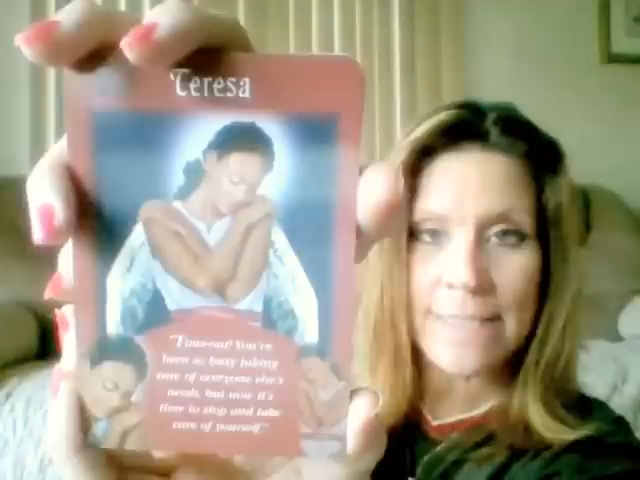 Teresa
"Time-out! You've
been so busy taking
care of everyone else's
needs, but now it's
time to stop and take
care of yourself."